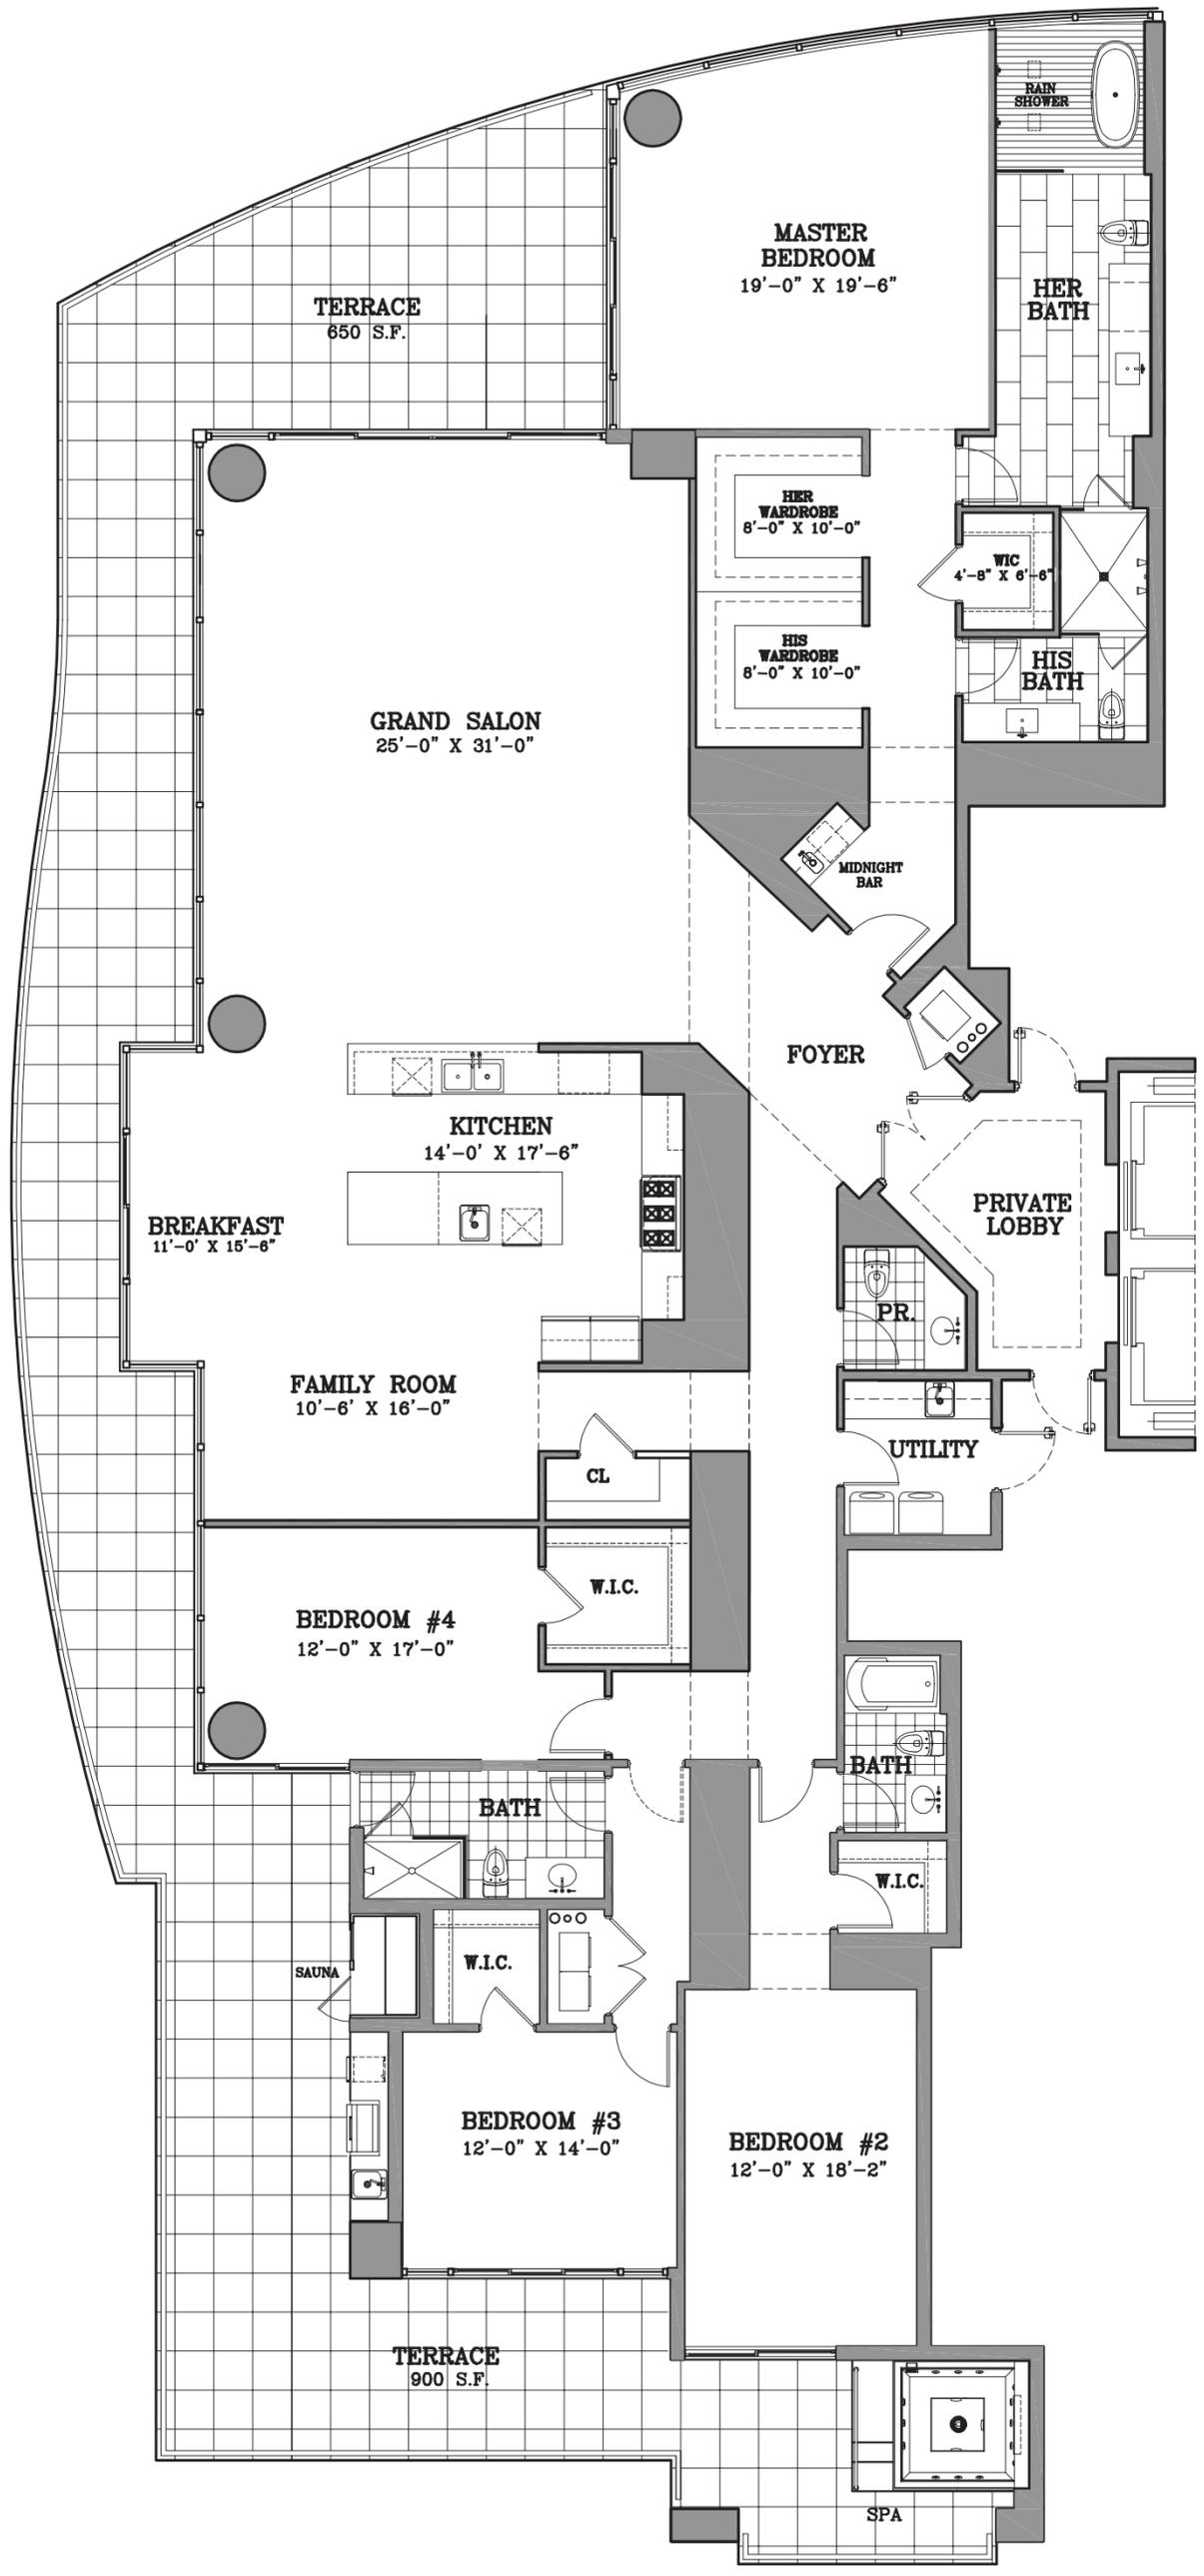 RAIN
SHOWER
MASTER
BEDROOM
19'-0" X 19'-6"
HER
BATH
TERRACE
650 S.F.
HER
WARDROBE
8'-0" X 10'-0"
WIC
4'-8" X 6'-6"
HIS
WARDROBE
8'-0" X 10'-0"
HIS
BATH
GRAND SALON
25'-0" X 31'-0"
MIDNIGHT
BAR
FOYER
KITCHEN
14'-0' X 17'-6"
PRIVATE
LOBBY
BREAKFAST
11'-0' X 15'-6"
PR.
FAMILY ROOM
10'-6' X 16'-0"
UTILITY
CL
W.I.C.
BEDROOM #4
12'-0" X 17'-0"
BATH
BATH
W.I.C.
W.I.C.
SAUNA
BEDROOM #3
12'-0" X 14'-0"
BEDROOM #2
12'-0" X 18'-2"
TERRACE
900 S.F.
SPA